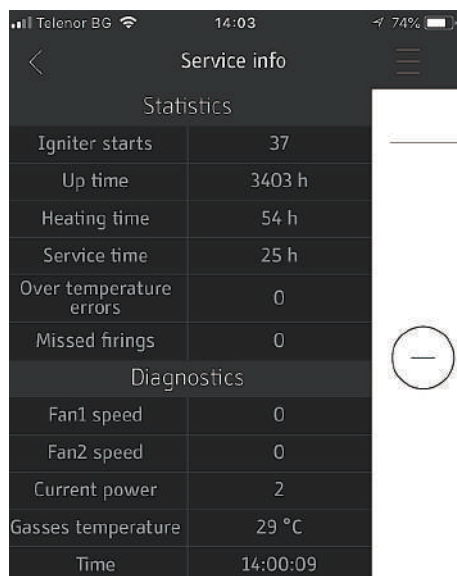 Telenor BG 14:03 74%
Service info
Statistics
Igniter starts 37
Up time 3403 h
Heating time 54 h
Service time 25 h
Over temperature
errors 0
Missed firings 0
Diagnostics
Fan1 speed 0
Fan2 speed 0
Current power 2
Gasses temperature 29 °C
Time 14:00:09